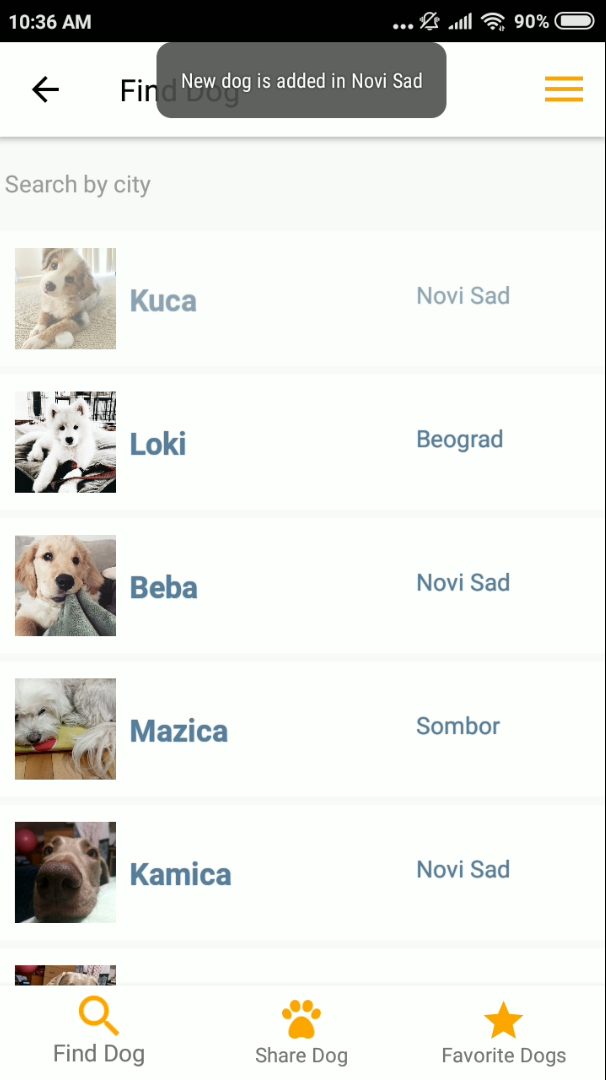 10:36 AM
90%
New dog is added in Novi Sad
Find Dog
Search by city
Kuca
Novi Sad
Loki
Beograd
Beba
Novi Sad
Mazica
Sombor
Kamica
Novi Sad
Find Dog
Share Dog
Favorite Dogs